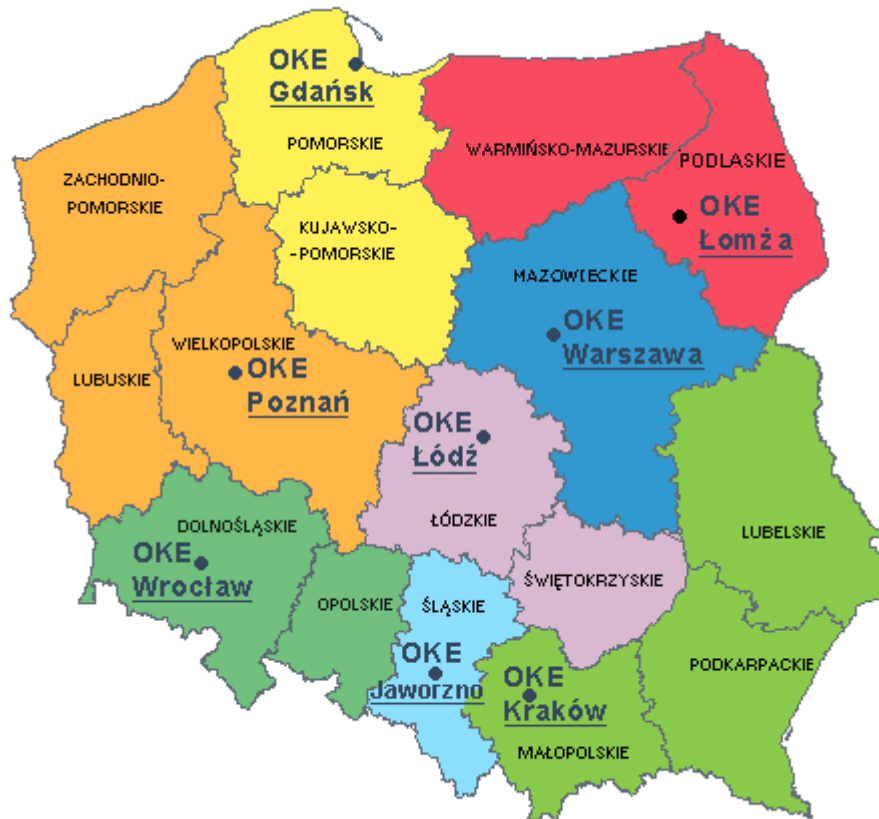 OKE
Gdańsk
POMORSKIE
WARMIŃSKO-MAZURSKIE
PODLASKIE
ZACHODNIO-
POMORSKIE
OKE
Łomża
KUJAWSKO-
-POMORSKIE
MAZOWIECKIE
OKE
Warszawa
WIELKOPOLSKIE
LUBUSKIE
OKE
Poznań
OKE
Łódź
ŁÓDZKIE
DOLNOŚLĄSKIE
OKE
Wrocław
LUBELSKIE
ŚWIĘTOKRZYSKIE
OPOLSKIE
ŚLĄSKIE
OKE
Jaworzno
OKE
Kraków
PODKARPACKIE
MAŁOPOLSKIE